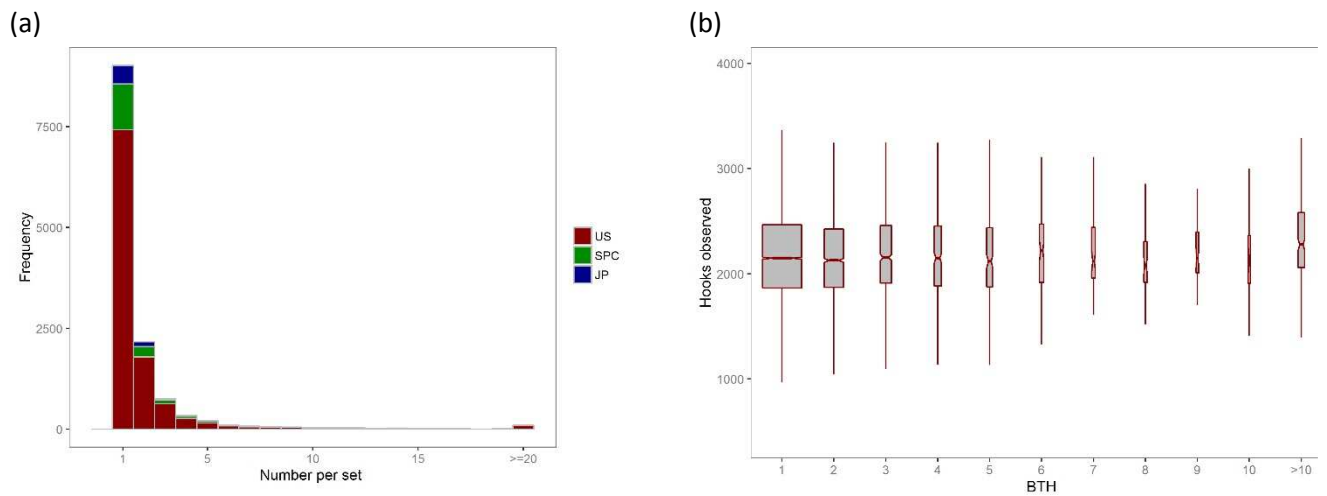 (a)
(b)
7500
5000
2500
0
Frequency
1 5 10 15 >=20
Number per set
US
SPC
JP
4000
3000
2000
1000
Hooks observed
1 2 3 4 5 6 7 8 9 10 >10
BTH